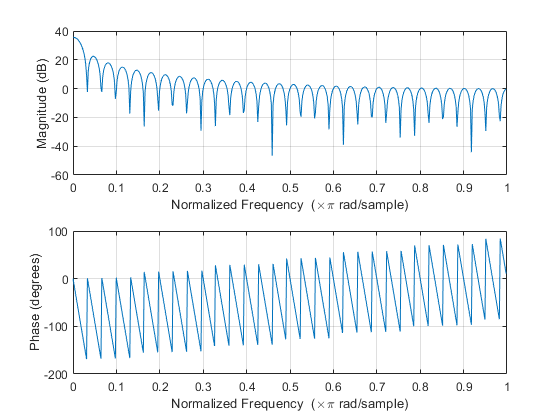 40
20
0
-20
-40
-60
Magnitude (dB)
0 0.1 0.2 0.3 0.4 0.5 0.6 0.7 0.8 0.9 1
Normalized Frequency (×π rad/sample)
100
0
-100
-200
Phase (degrees)
0 0.1 0.2 0.3 0.4 0.5 0.6 0.7 0.8 0.9 1
Normalized Frequency (×π rad/sample)